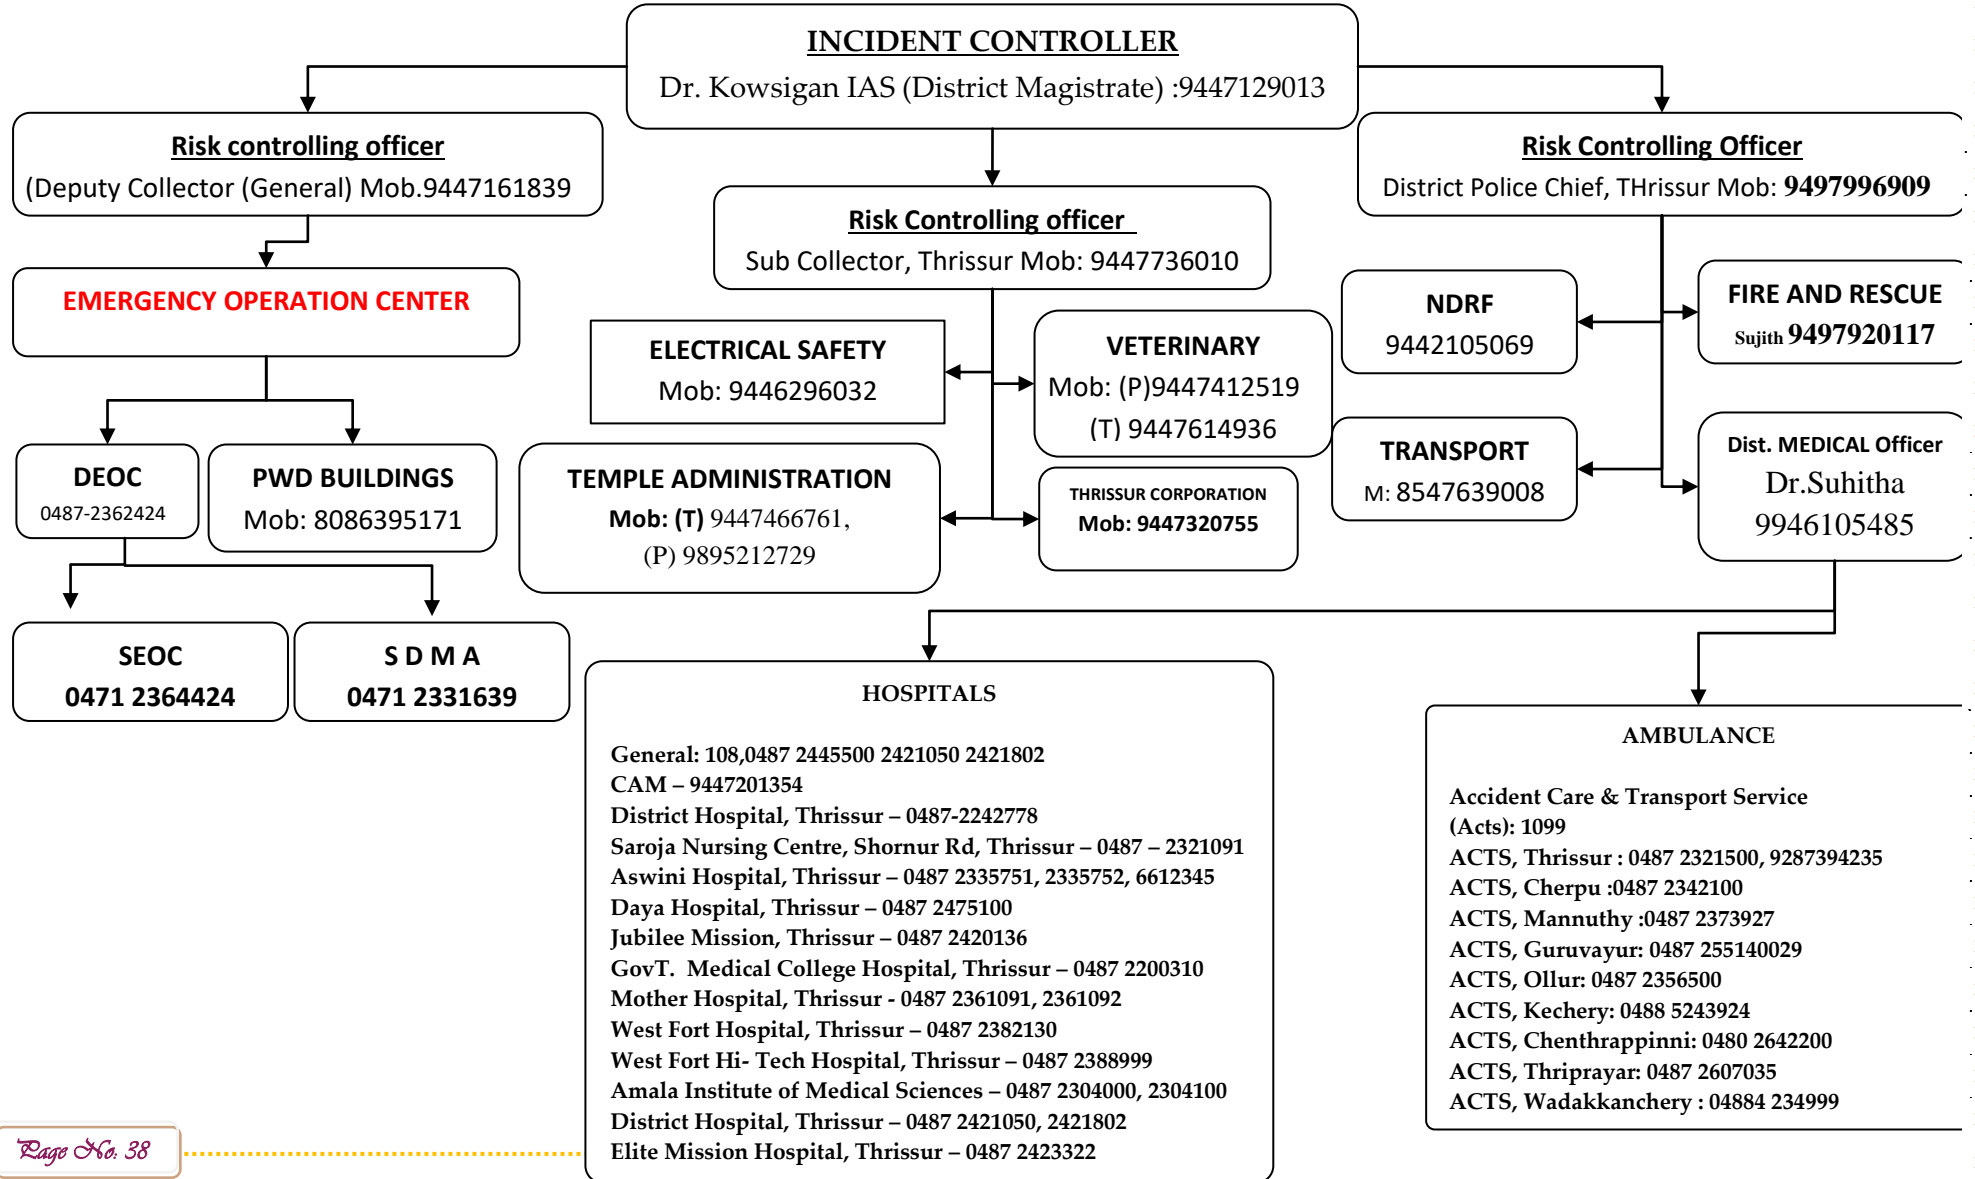 INCIDENT CONTROLLER
Dr. Kowsigan IAS (District Magistrate) :9447129013
Risk controlling officer
(Deputy Collector (General) Mob.9447161839
Risk Controlling officer
Sub Collector, Thrissur Mob: 9447736010
Risk Controlling Officer
District Police Chief, THrissur Mob: 9497996909
EMERGENCY OPERATION CENTER
DEOC
0487-2362424
PWD BUILDINGS
Mob: 8086395171
SEOC
0471 2364424
S D M A
0471 2331639
ELECTRICAL SAFETY
Mob: 9446296032
VETERINARY
Mob: (P)9447412519
(T) 9447614936
TEMPLE ADMINISTRATION
Mob: (T) 9447466761,
(P) 9895212729
THRISSUR CORPORATION
Mob: 9447320755
NDRF
9442105069
FIRE AND RESCUE
Sujith 9497920117
TRANSPORT
M: 8547639008
Dist. MEDICAL Officer
Dr.Suhitha
9946105485
HOSPITALS
General: 108,0487 2445500 2421050 2421802
CAM – 9447201354
District Hospital, Thrissur – 0487-2242778
Saroja Nursing Centre, Shornur Rd, Thrissur – 0487 – 2321091
Aswini Hospital, Thrissur – 0487 2335751, 2335752, 6612345
Daya Hospital, Thrissur – 0487 2475100
Jubilee Mission, Thrissur – 0487 2420136
GovT. Medical College Hospital, Thrissur – 0487 2200310
Mother Hospital, Thrissur - 0487 2361091, 2361092
West Fort Hospital, Thrissur – 0487 2382130
West Fort Hi- Tech Hospital, Thrissur – 0487 2388999
Amala Institute of Medical Sciences – 0487 2304000, 2304100
District Hospital, Thrissur – 0487 2421050, 2421802
Elite Mission Hospital, Thrissur – 0487 2423322
AMBULANCE
Accident Care & Transport Service
(Acts): 1099
ACTS, Thrissur : 0487 2321500, 9287394235
ACTS, Cherpu :0487 2342100
ACTS, Mannuthy :0487 2373927
ACTS, Guruvayur: 0487 255140029
ACTS, Ollur: 0487 2356500
ACTS, Kechery: 0488 5243924
ACTS, Chenthrappinni: 0480 2642200
ACTS, Thriprayar: 0487 2607035
ACTS, Wadakkanchery : 04884 234999
Page No: 38